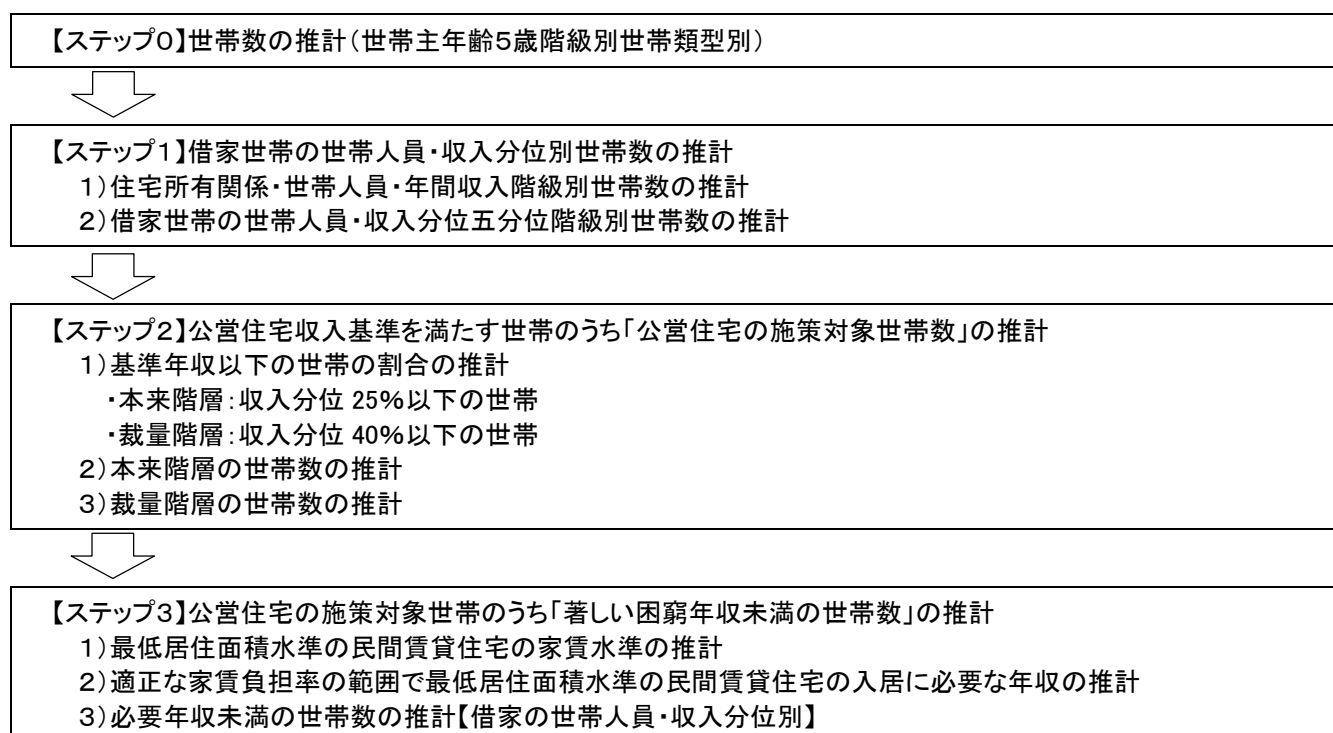 【ステップ０】世帯数の推計（世帯主年齢５歳階級別世帯類型別）
【ステップ１】借家世帯の世帯人員・収入分位別世帯数の推計
１）住宅所有関係・世帯人員・年間収入階級別世帯数の推計
２）借家世帯の世帯人員・収入分位五分位階級別世帯数の推計
【ステップ２】公営住宅収入基準を満たす世帯のうち「公営住宅の施策対象世帯数」の推計
１）基準年収以下の世帯の割合の推計
・本来階層：収入分位 25％以下の世帯
・裁量階層：収入分位 40％以下の世帯
２）本来階層の世帯数の推計
３）裁量階層の世帯数の推計
【ステップ３】公営住宅の施策対象世帯のうち「著しい困窮年収未満の世帯数」の推計
１）最低居住面積水準の民間賃貸住宅の家賃水準の推計
２）適正な家賃負担率の範囲で最低居住面積水準の民間賃貸住宅の入居に必要な年収の推計
３）必要年収未満の世帯数の推計【借家の世帯人員・収入分位別】